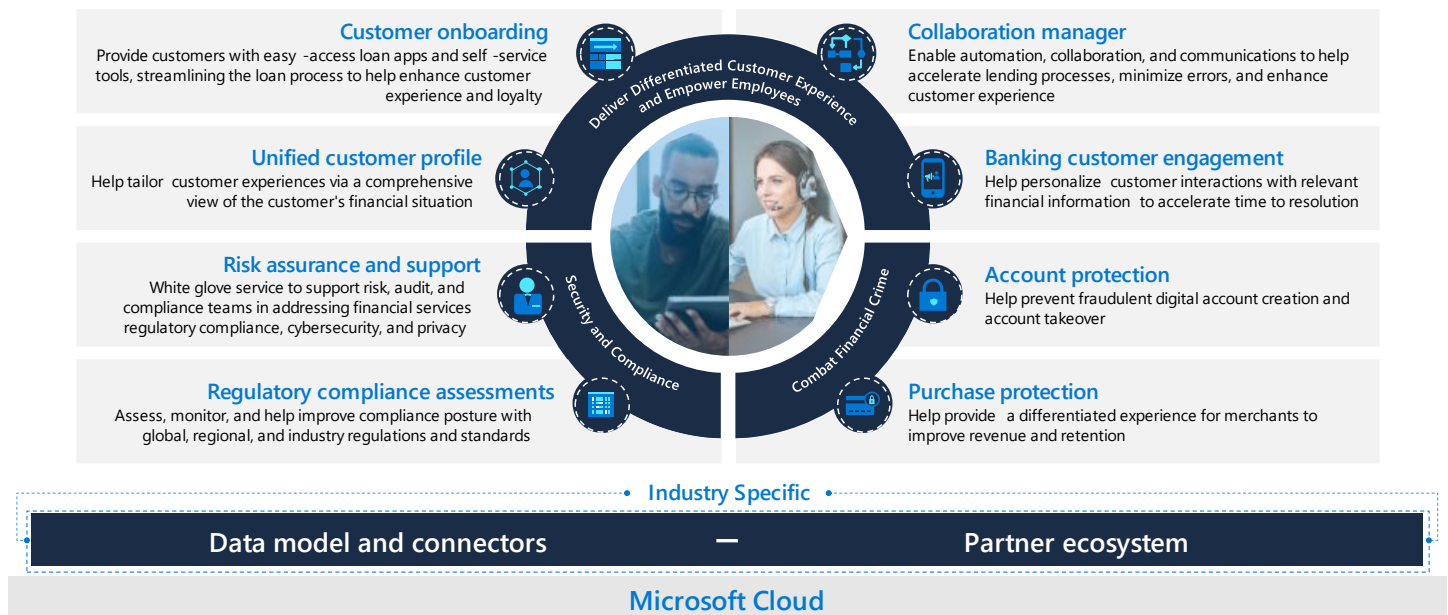 Customer onboarding
Provide customers with easy -access loan apps and self -service
tools, streamlining the loan process to help enhance customer
experience and loyalty
Unified customer profile
Help tailor customer experiences via a comprehensive
view of the customer's financial situation
Risk assurance and support
White glove service to support risk, audit, and
compliance teams in addressing financial services
regulatory compliance, cybersecurity, and privacy
Regulatory compliance assessments
Assess, monitor, and help improve compliance posture with
global, regional, and industry regulations and standards
Deliver Differentiated Customer Experience
and Empower Employees
Security and Compliance
Combat Financial Crime
Collaboration manager
Enable automation, collaboration, and communications to help
accelerate lending processes, minimize errors, and enhance
customer experience
Banking customer engagement
Help personalize customer interactions with relevant
financial information to accelerate time to resolution
Account protection
Help prevent fraudulent digital account creation and
account takeover
Purchase protection
Help provide a differentiated experience for merchants to
improve revenue and retention
Industry Specific
Data model and connectors – Partner ecosystem
Microsoft Cloud